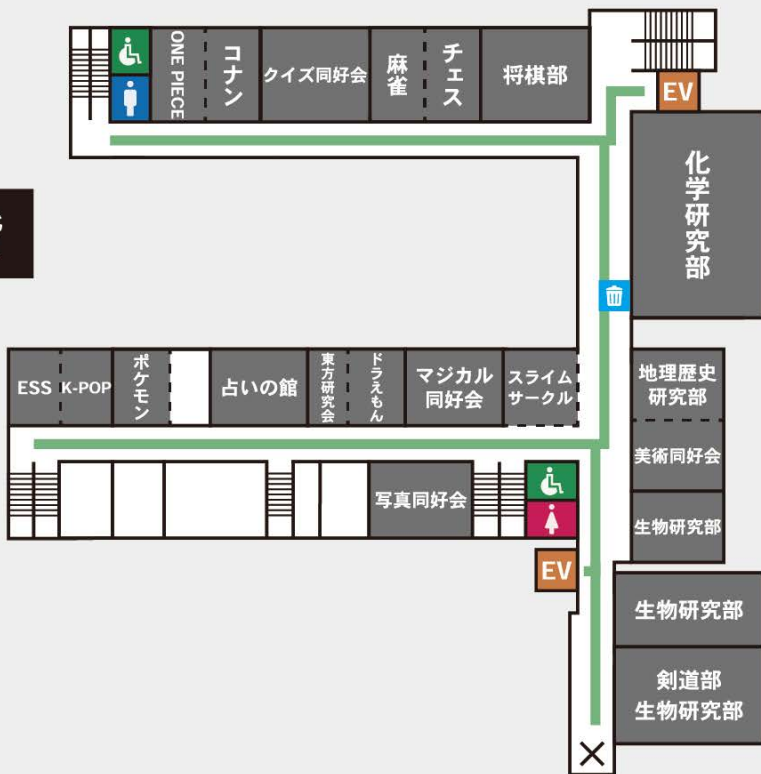 ONE PIECE
コナン
クイズ同好会
麻雀
チェス
将棋部
EV
化学研究部
ESS
K-POP
ポケモン
占いの館
東方研究会
ドラえもん
マジカル
同好会
スライム
サークル
地理歴史
研究部
美術同好会
生物研究部
写真同好会
EV
生物研究部
剣道部
生物研究部